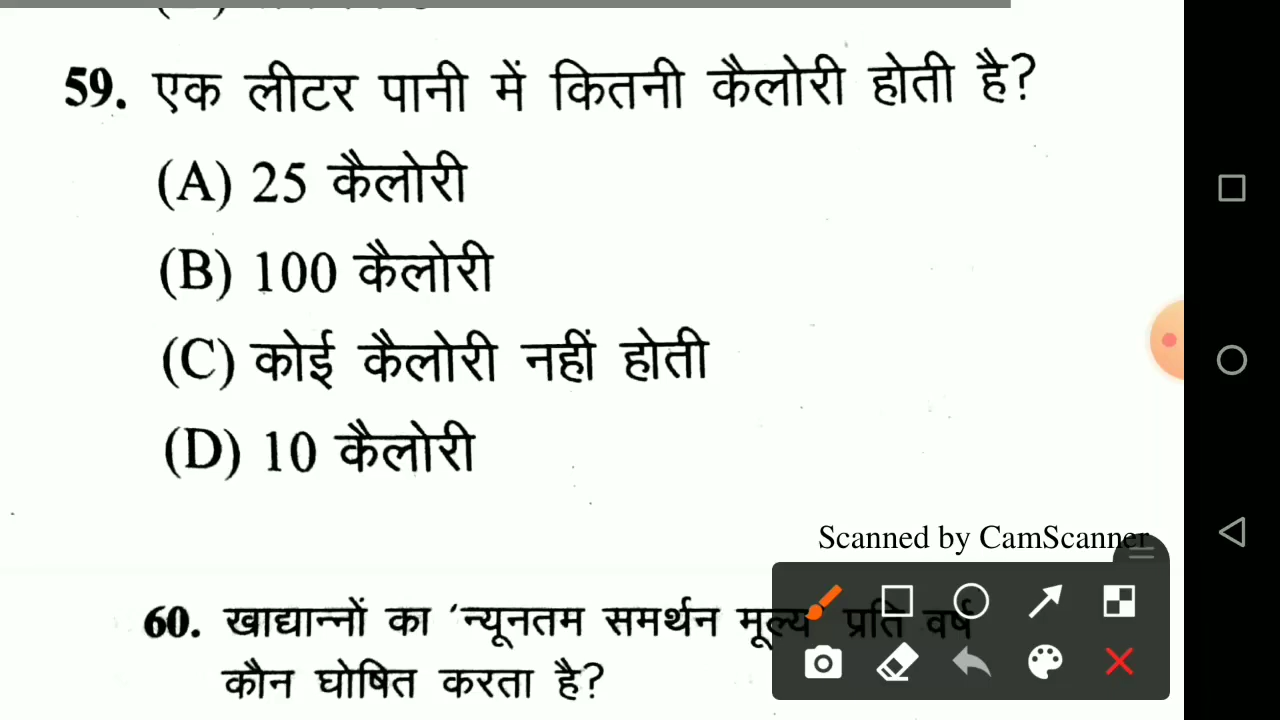 59. एक लीटर पानी में कितनी कैलोरी होती है?
(A) 25 कैलोरी
(B) 100 कैलोरी
(C) कोई कैलोरी नहीं होती
(D) 10 कैलोरी
Scanned by CamScanner
60. खाद्यान्नों का 'न्यूनतम समर्थन मूल्य' प्रति वर्ष
कौन घोषित करता है?